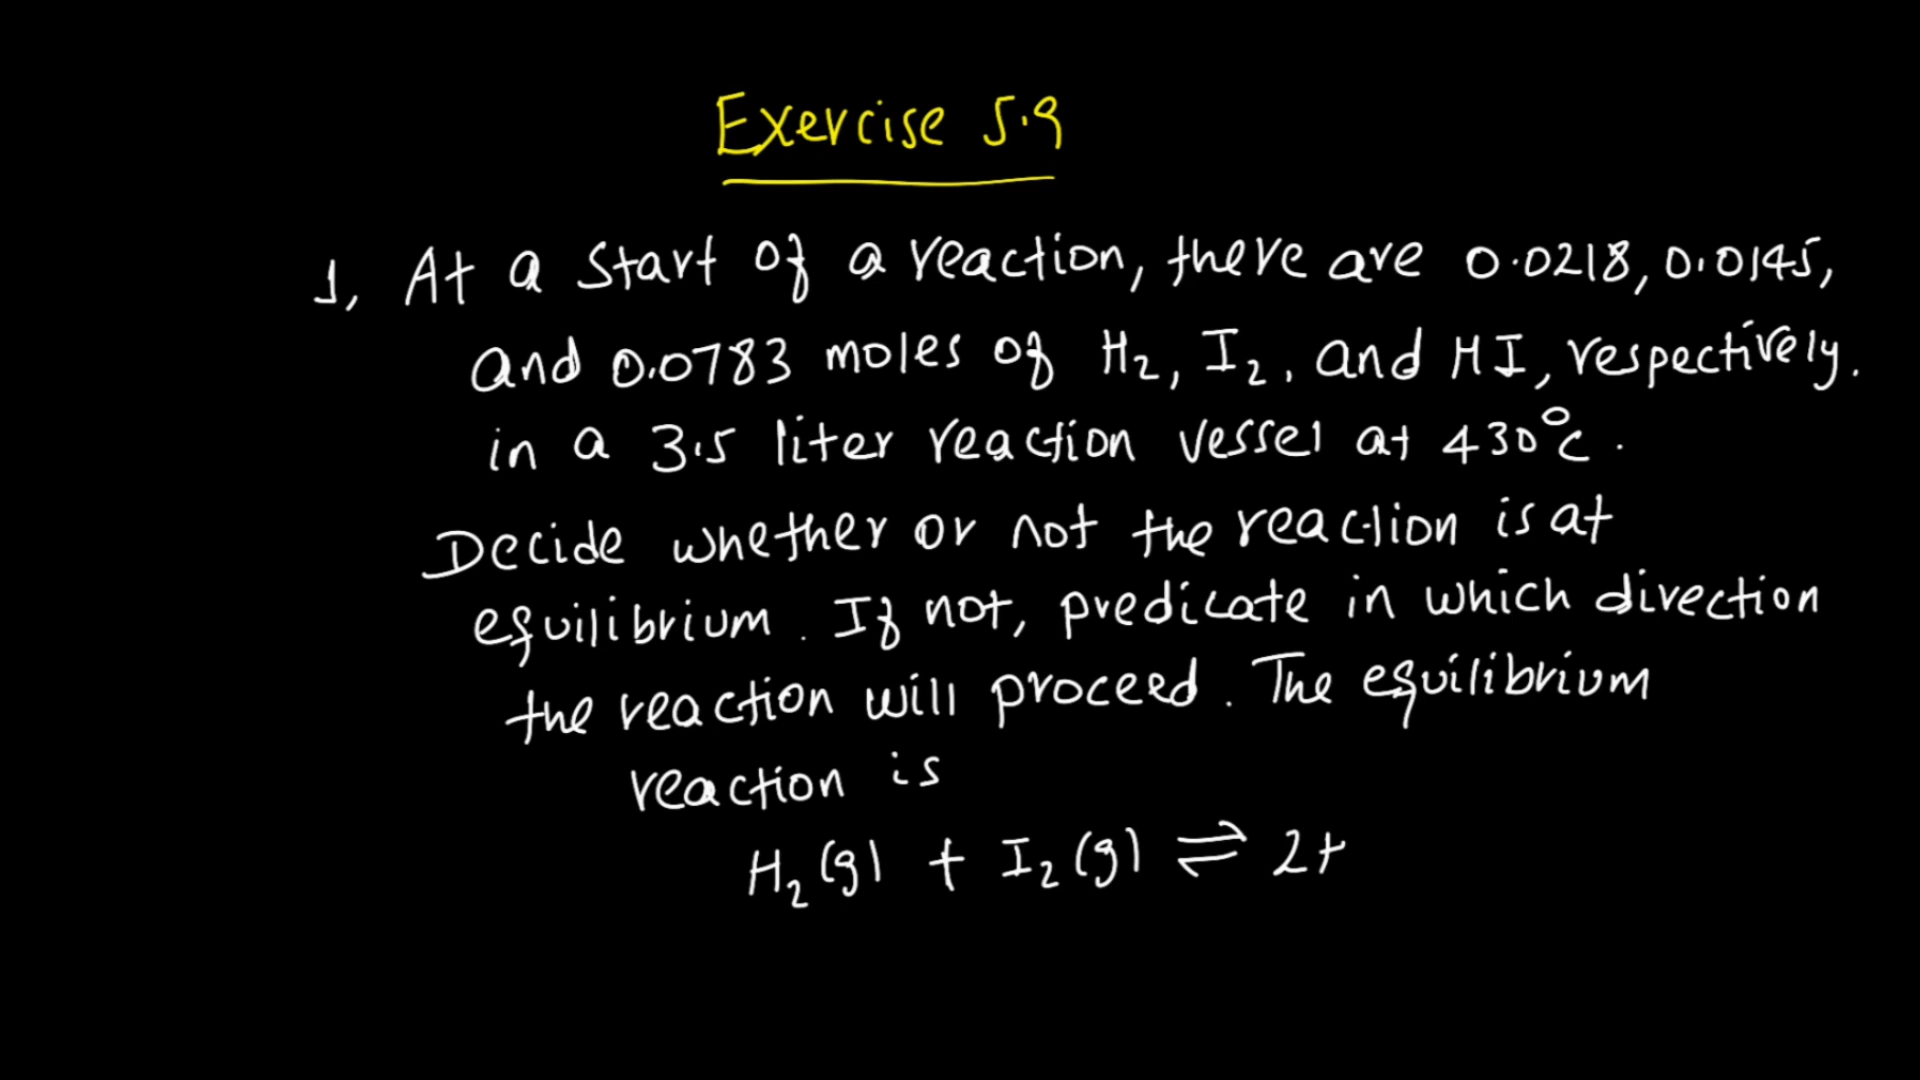 Exercise 5.9
1, At a start of a reaction, there are 0.0218, 0.0145,
and 0.0783 moles of H₂, I₂, and HI, respectively.
in a 3.5 liter reaction vessel at 430°c.
Decide whether or not the reaction is at
equilibrium. If not, predicate in which direction
the reaction will proceed. The equilibrium
reaction is
H₂(g) + I₂(g) ⇌ 2+